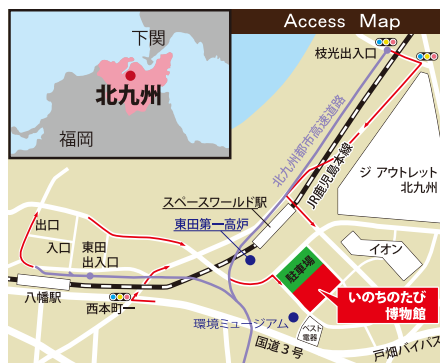 Access Map
下関
北九州
福岡
枝光出入口
北九州都市高速道路
JR鹿児島本線
ジ アウトレット
北九州
スペースワールド駅
東田第一高炉
出口
入口
東田
出入口
イオン
駐車場
いのちのたび
博物館
八幡駅
西本町一
環境ミュージアム
ベスト
電器
国道3号
戸畑バイパス